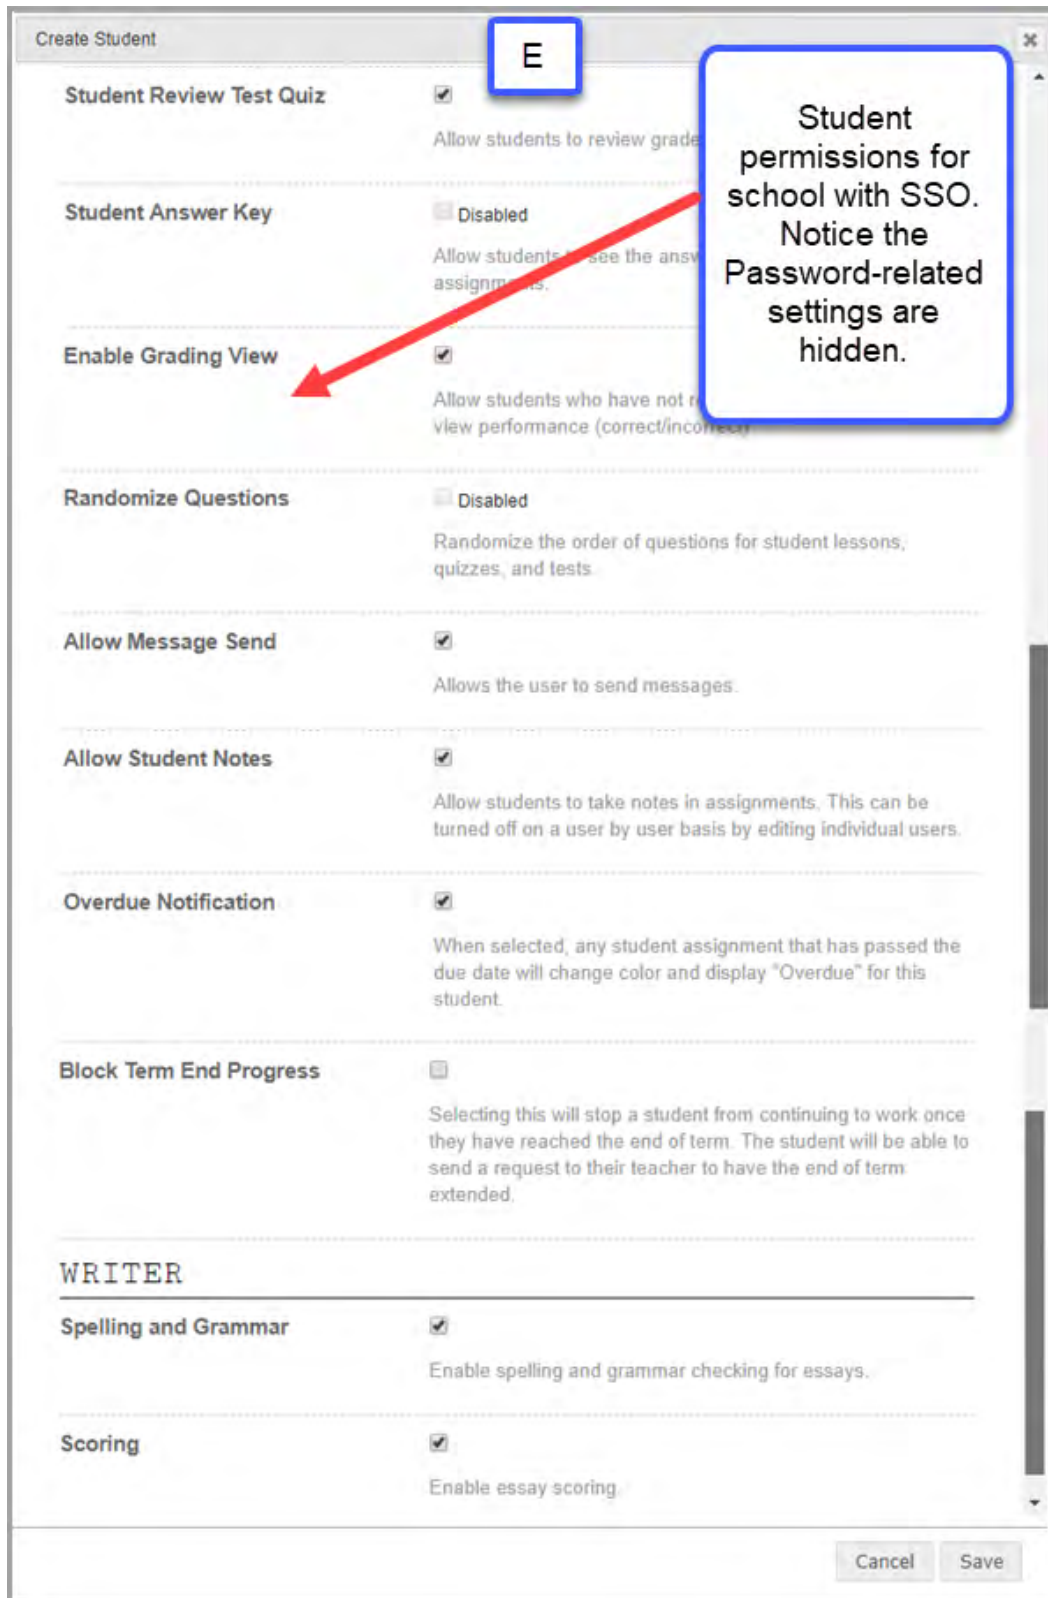 Create Student
E
Student Review Test Quiz
Allow students to review grade
Student
permissions for
school with SSO.
Notice the
Password-related
settings are
hidden.
Student Answer Key
Disabled
Allow students to see the answ
assignments.
Enable Grading View
Allow students who have not
view performance (correct/incorrect)
Randomize Questions
Disabled
Randomize the order of questions for student lessons,
quizzes, and tests.
Allow Message Send
Allows the user to send messages.
Allow Student Notes
Allow students to take notes in assignments. This can be
turned off on a user by user basis by editing individual users.
Overdue Notification
When selected, any student assignment that has passed the
due date will change color and display "Overdue" for this
student.
Block Term End Progress
Selecting this will stop a student from continuing to work once
they have reached the end of term. The student will be able to
send a request to their teacher to have the end of term
extended.
WRITER
Spelling and Grammar
Enable spelling and grammar checking for essays.
Scoring
Enable essay scoring.
Cancel
Save